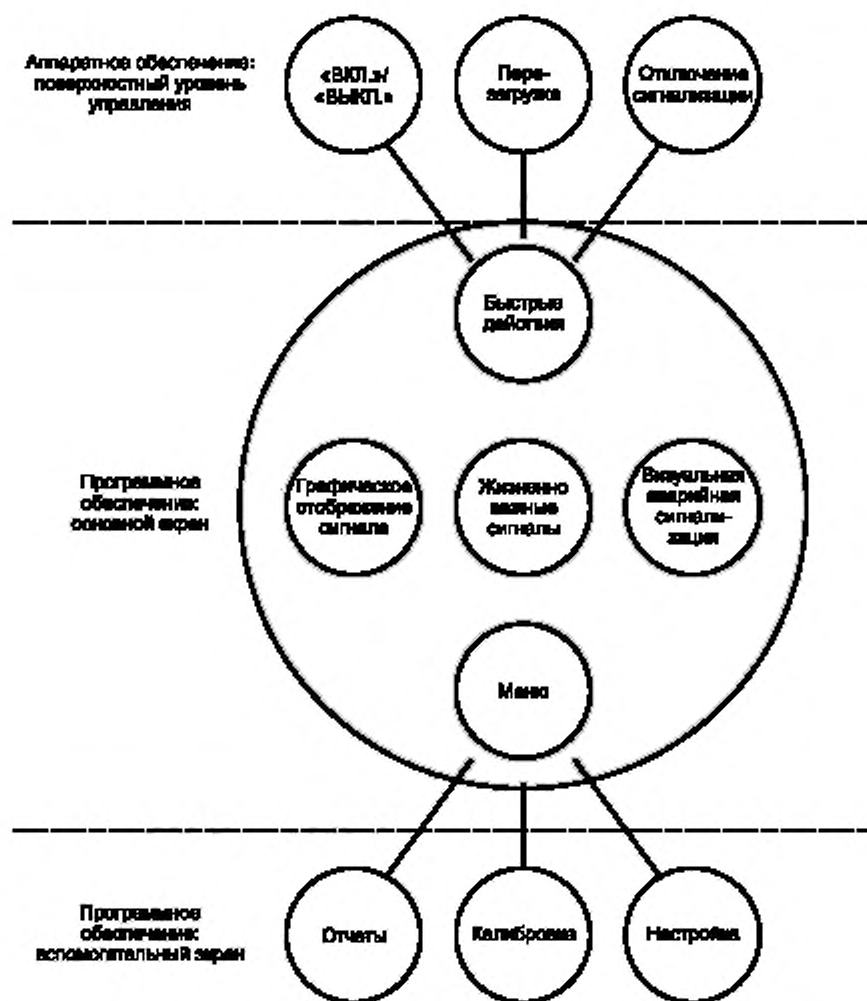 Аппаратное обеспечение:
поверхностный уровень
управления
«ВКЛ.»/
«ВЫКЛ.»
Пере-
загрузка
Отключение
сигнализации
Быстрые
действия
Программное
обеспечение:
основной экран
Графическое
отображение
сигнала
Жизненно
важные
сигналы
Визуальная
аварийная
сигнали-
зация
Меню
Программное
обеспечение:
вспомогательный экран
Отчеты
Калибровка
Настройка